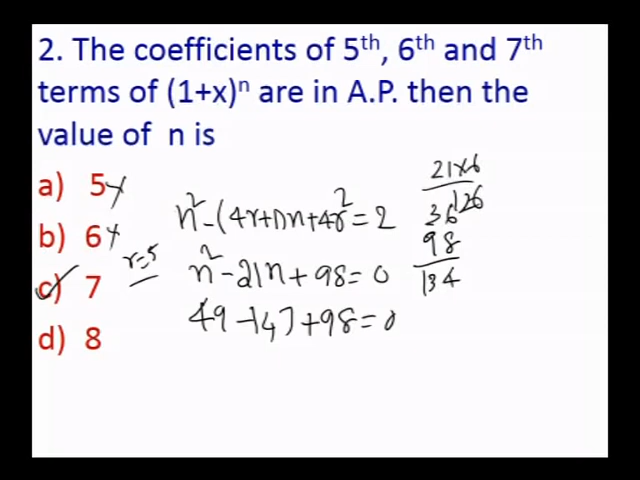 2. The coefficients of 5th, 6th and 7th
terms of (1+x)ⁿ are in A.P. then the
value of n is
a) 5 x
b) 6 x
c) 7
d) 8
n² - (4r+1)n + 4r² = 2
r=5
n² - 21n + 98 = 0
49 - 147 + 98 = 0
21x6
126
36
98
134